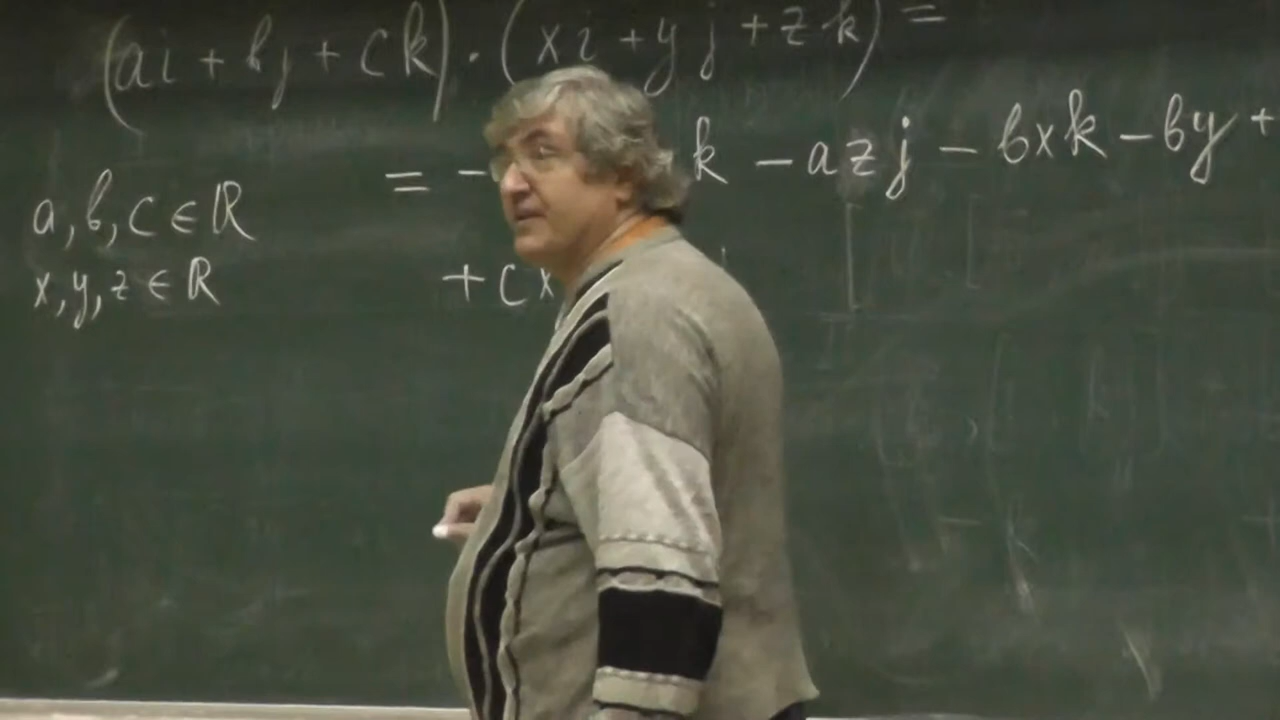 (ai + bj + ck) · (xi + yj + zk) =
= − k − azj − bxk − by +
a, b, c ∈ ℝ
x, y, z ∈ ℝ
+ cx